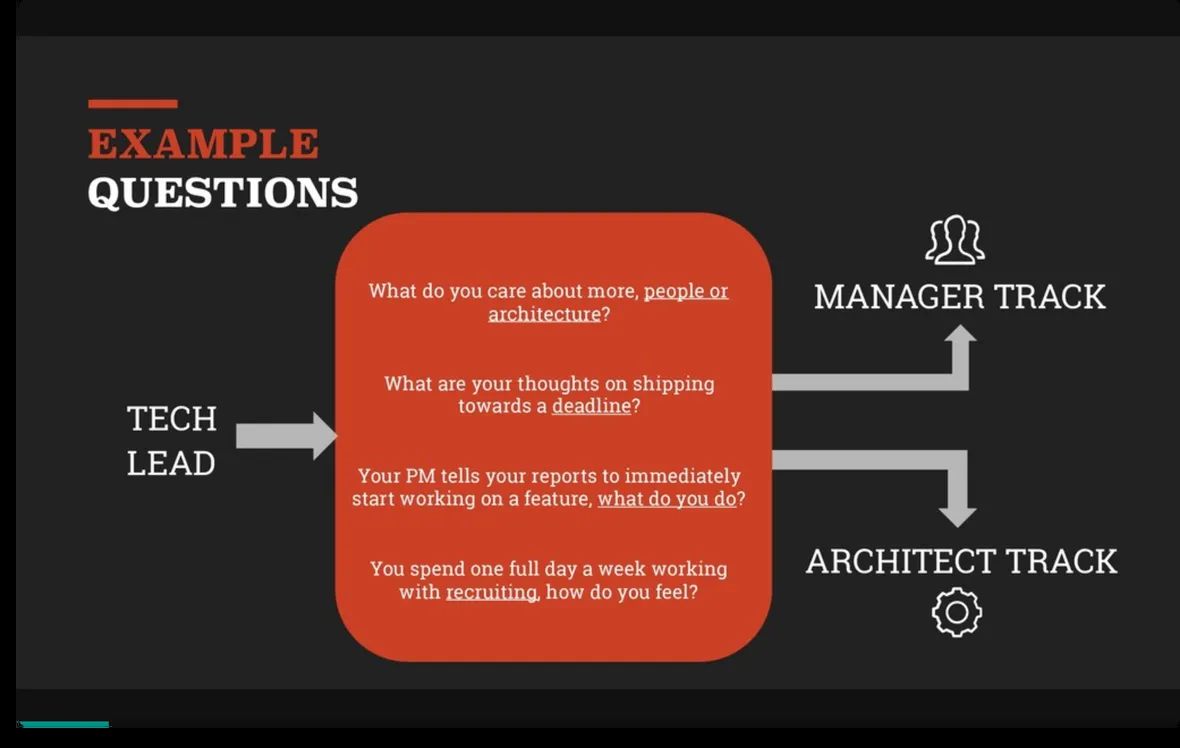 EXAMPLE
QUESTIONS
What do you care about more, people or
architecture?
What are your thoughts on shipping
towards a deadline?
Your PM tells your reports to immediately
start working on a feature, what do you do?
You spend one full day a week working
with recruiting, how do you feel?
TECH
LEAD
MANAGER TRACK
ARCHITECT TRACK